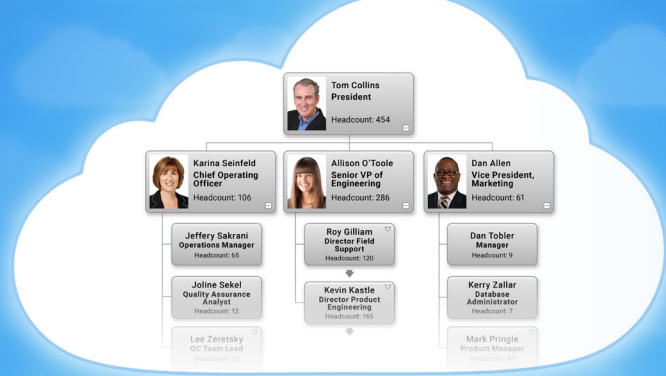 Tom Collins
President
Headcount: 454
Karina Seinfeld
Chief Operating
Officer
Headcount: 106
Allison O'Toole
Senior VP of
Engineering
Headcount: 286
Dan Allen
Vice President,
Marketing
Headcount: 61
Jeffery Sakrani
Operations Manager
Headcount: 65
Roy Gilliam
Director Field
Support
Headcount: 120
Dan Tobler
Manager
Headcount: 9
Joline Sekel
Quality Assurance
Analyst
Headcount: 12
Kevin Kastle
Director Product
Engineering
Headcount: 165
Kerry Zallar
Database
Administrator
Headcount: 7
Lee Zeretsky
QC Team Lead
Headcount:
Mark Pringle
Product Manager
Headcount: